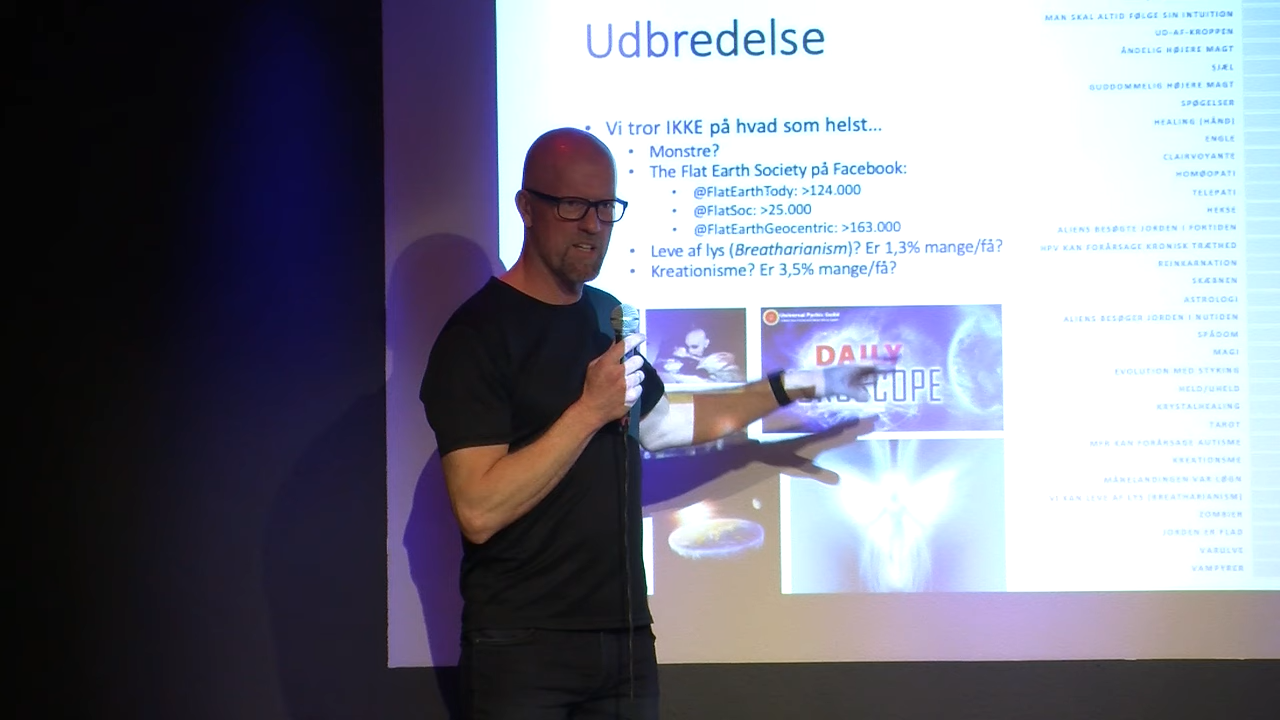 Udbredelse
• Vi tror IKKE på hvad som helst...
• Monstre?
• The Flat Earth Society på Facebook:
• @FlatEarthTody: >124.000
• @FlatSoc: >25.000
• @FlatEarthGeocentric: >163.000
• Leve af lys (Breatharianism)? Er 1,3% mange/få?
• Kreationisme? Er 3,5% mange/få?
DAILY
MAN SKAL ALTID FØLGE SIN INTUITION
UD-AF-KROPPEN
ÅNDELIG HØJERE MAGT
SJÆL
GUDDOMMELIG HØJERE MAGT
SPØGELSER
HEALING (HÅND)
ENGLE
CLAIRVOYANTE
HOMØOPATI
TELEPATI
HEKSE
ALIENS BESØGTE JORDEN I FORTIDEN
HPV KAN FORÅRSAGE KRONISK TRÆTHED
REINKARNATION
SKÆBNEN
ASTROLOGI
ALIENS BESØGER JORDEN I NUTIDEN
SPÅDOM
MAGI
EVOLUTION MED STYRING
HELD/UHELD
KRYSTALHEALING
TAROT
MFR KAN FORÅRSAGE AUTISME
KREATIONSME
MÅNELANDINGEN VAR LØGN
VI KAN LEVE AF LYS (BREATHARIANISM)
ZOMBIER
JORDEN ER FLAD
VARULVE
VAMPYRER